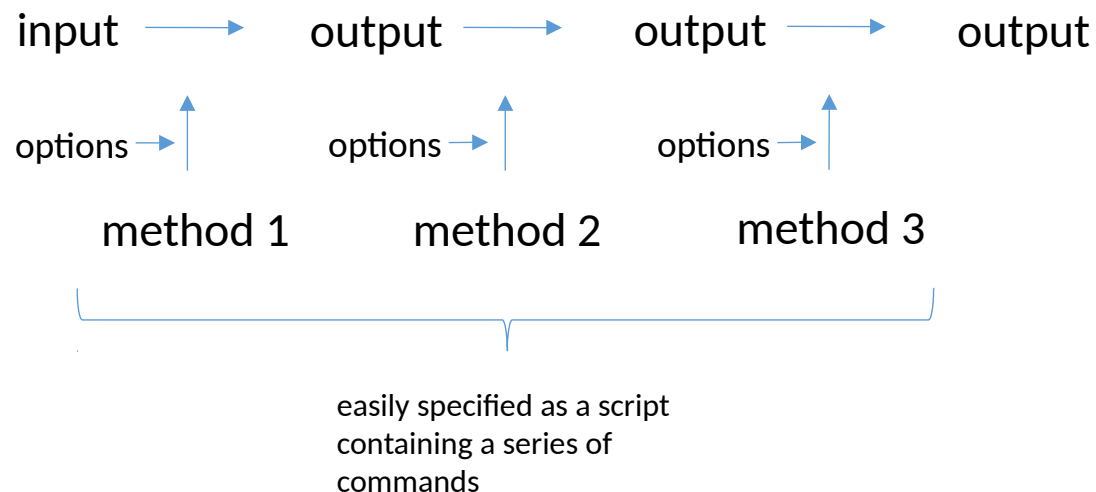 input output output output
options options options
method 1 method 2 method 3
easily specified as a script
containing a series of
commands